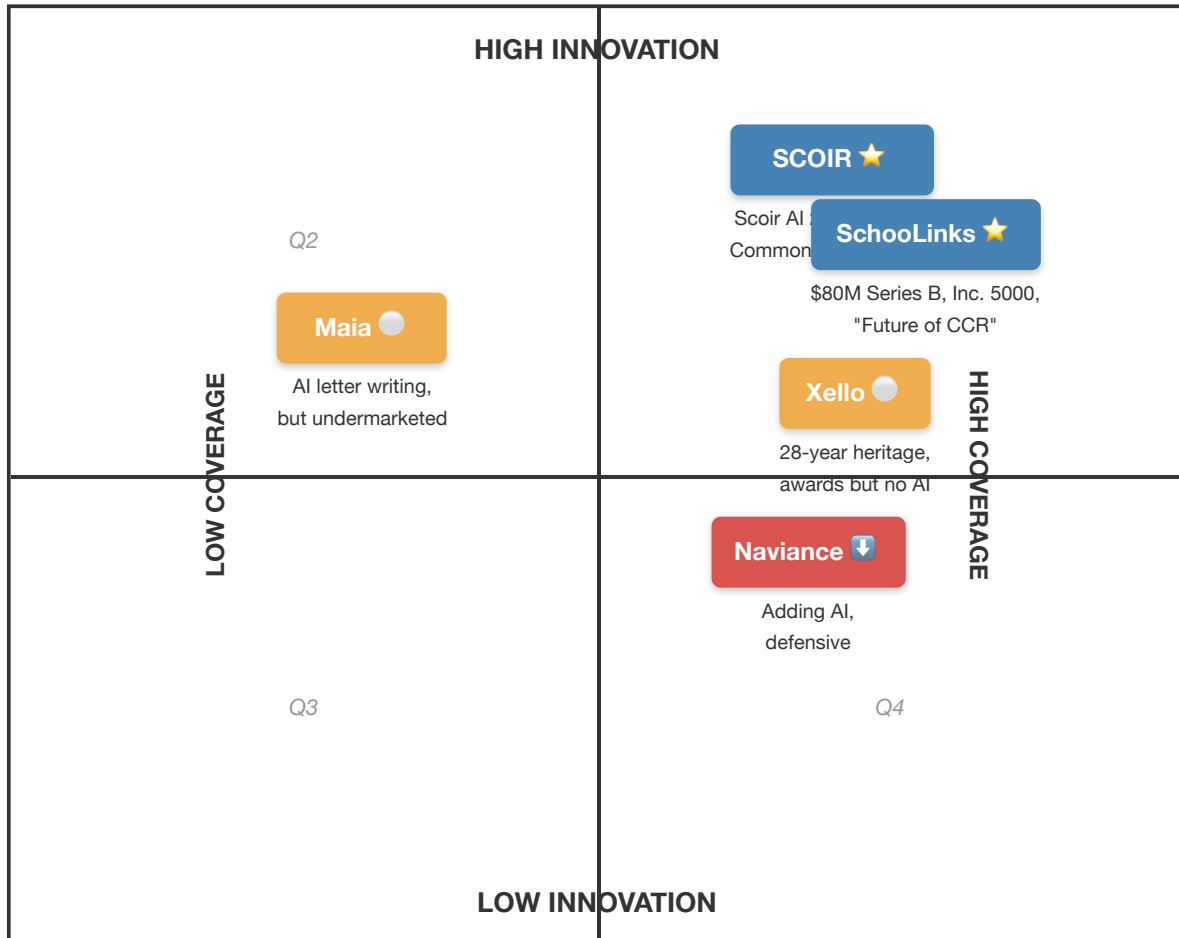 HIGH INNOVATION
SCOIR ⭐
Scoir AI
Common
SchooLinks ⭐
$80M Series B, Inc. 5000,
"Future of CCR"
Q2
Maia ⚪
AI letter writing,
but undermarketed
Xello ⚪
28-year heritage,
awards but no AI
LOW COVERAGE
HIGH COVERAGE
Naviance ⬇️
Adding AI,
defensive
Q3
Q4
LOW INNOVATION